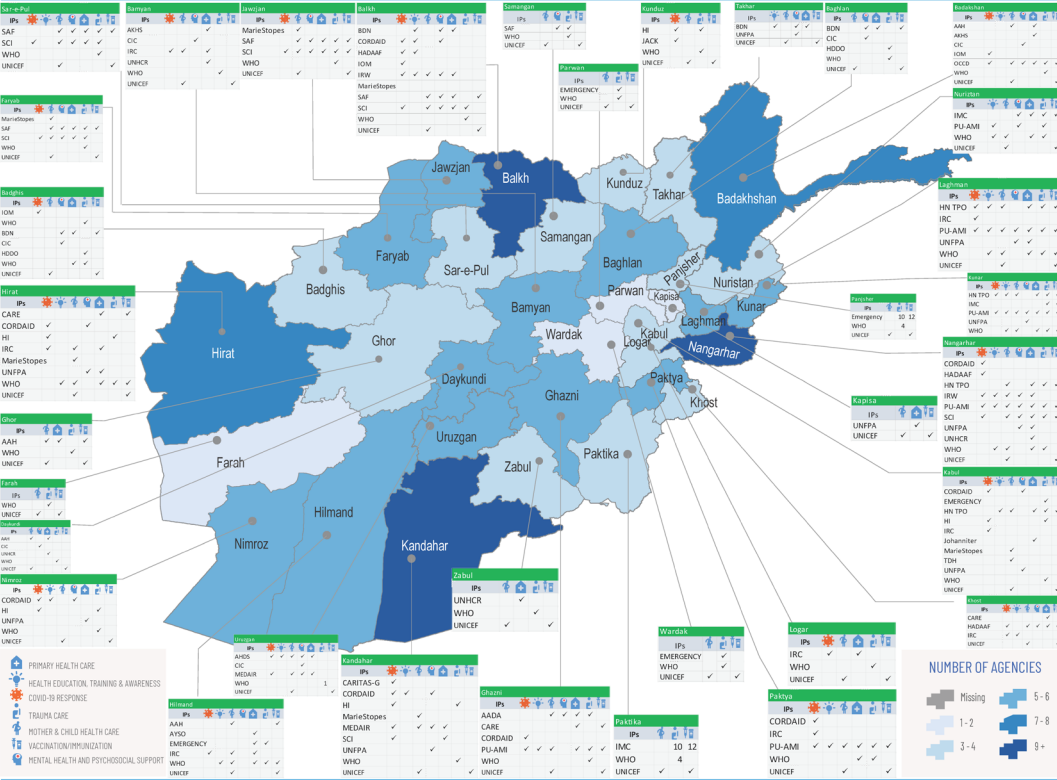 Sar-e-Pul
IPs
SAF
SCI
WHO
UNICEF
Bamyan
IPs
AKHS
CIC
IRC
UNHCR
WHO
UNICEF
Jawzjan
IPs
MarieStopes
SAF
SCI
WHO
UNICEF
Balkh
IPs
BDN
CORDAID
HADAAF
IOM
IRW
MarieStopes
SAF
SCI
WHO
UNICEF
Samangan
IPs
SAF
WHO
UNICEF
Kunduz
IPs
HI
JACK
WHO
UNICEF
Takhar
IPs
BDN
UNFPA
UNICEF
Baghlan
IPs
BDN
CIC
HDDO
WHO
UNICEF
Badakshan
IPs
AAH
AKHS
CIC
IOM
OCCD
WHO
UNICEF
Parwan
IPs
EMERGENCY
WHO
UNICEF
Faryab
IPs
MarieStopes
SAF
SCI
WHO
UNICEF
Nuriztan
IPs
IMC
PU-AMI
WHO
UNICEF
Badghis
IPs
IOM
WHO
BDN
CIC
HDDO
WHO
UNICEF
Laghman
IPs
HN TPO
IRC
PU-AMI
UNFPA
WHO
UNICEF
Hirat
IPs
CARE
CORDAID
HI
IRC
MarieStopes
UNFPA
WHO
UNICEF
Kunar
IPs
HN TPO
IMC
PU-AMI
UNFPA
WHO
Panjsher
IPs
Emergency 10 12
WHO 4
UNICEF
Nangarhar
IPs
CORDAID
HADAAF
HN TPO
IRW
PU-AMI
SCI
UNFPA
UNHCR
WHO
UNICEF
Kapisa
IPs
UNFPA
UNICEF
Ghor
IPs
AAH
WHO
UNICEF
Farah
IPs
WHO
UNICEF
Daykundi
IPs
AAH
CIC
UNHCR
WHO
UNICEF
Nimroz
IPs
CORDAID
HI
UNFPA
WHO
UNICEF
Kabul
IPs
CORDAID
EMERGENCY
HN TPO
HI
IRC
Johanniter
MarieStopes
TDH
UNFPA
WHO
UNICEF
Khost
IPs
CARE
HADAAF
IRC
UNICEF
Jawzjan
Balkh
Kunduz
Takhar
Badakhshan
Faryab
Sar-e-Pul
Samangan
Baghlan
Panjsher
Nuristan
Badghis
Bamyan
Parwan
Kapisa
Kunar
Laghman
Hirat
Ghor
Wardak
Kabul
Logar
Nangarhar
Daykundi
Ghazni
Paktya
Khost
Farah
Uruzgan
Zabul
Paktika
Nimroz
Hilmand
Kandahar
Zabul
IPs
UNHCR
WHO
UNICEF
Uruzgan
IPs
AHDS
CIC
MEDAIR
WHO 1
UNICEF
Hilmand
IPs
AAH
AYSO
EMERGENCY
IRC
WHO
UNICEF
Kandahar
IPs
CARITAS-G
CORDAID
HI
MarieStopes
MEDAIR
SCI
UNFPA
WHO
UNICEF
Ghazni
IPs
AADA
CARE
CORDAID
PU-AMI
WHO
UNICEF
Paktika
IPs
IMC 10 12
WHO 4
UNICEF
Wardak
IPs
EMERGENCY
WHO
UNICEF
Logar
IPs
IRC
WHO
UNICEF
Paktya
IPs
CORDAID
IRC
PU-AMI
WHO
UNICEF
PRIMARY HEALTH CARE
HEALTH EDUCATION, TRAINING & AWARENESS
COVID-19 RESPONSE
TRAUMA CARE
MOTHER & CHILD HEALTH CARE
VACCINATION/IMMUNIZATION
MENTAL HEALTH AND PSYCHOSOCIAL SUPPORT
NUMBER OF AGENCIES
Missing
1 - 2
3 - 4
5 - 6
7 - 8
9 +